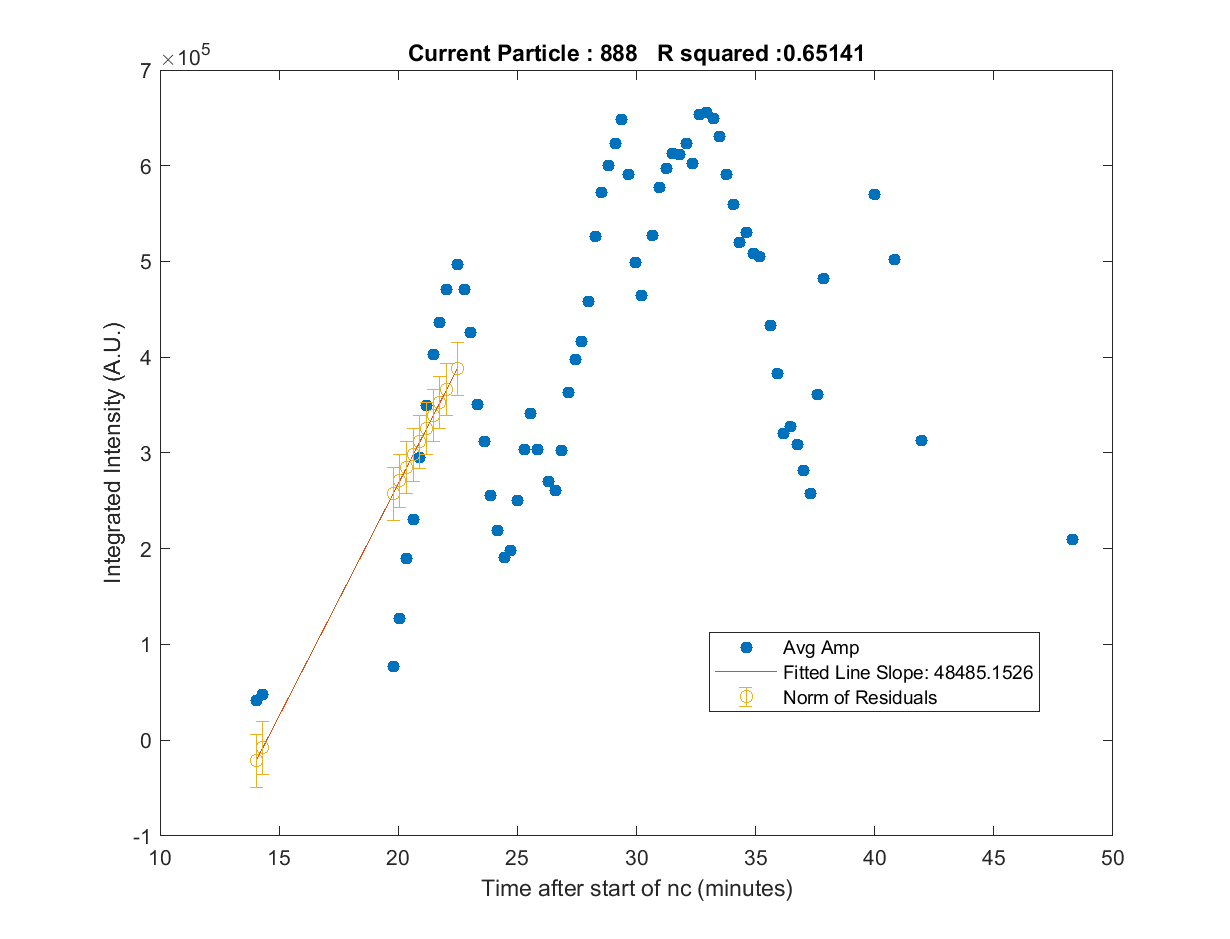 Current Particle : 888   R squared :0.65141
×10^5
7
6
5
4
3
2
1
0
-1
10 15 20 25 30 35 40 45 50
Time after start of nc (minutes)
Integrated Intensity (A.U.)
Avg Amp
Fitted Line Slope: 48485.1526
Norm of Residuals